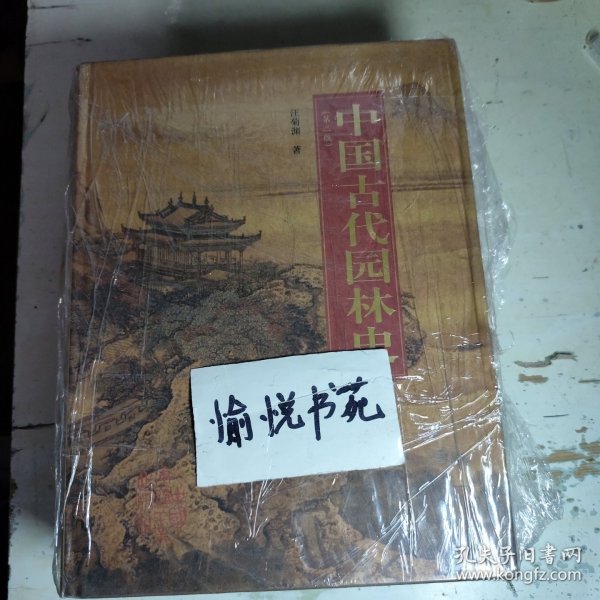 中国古代园林史
（第二版）
汪菊渊 著
愉悦书苑
孔夫子旧书网
www.kongfz.com